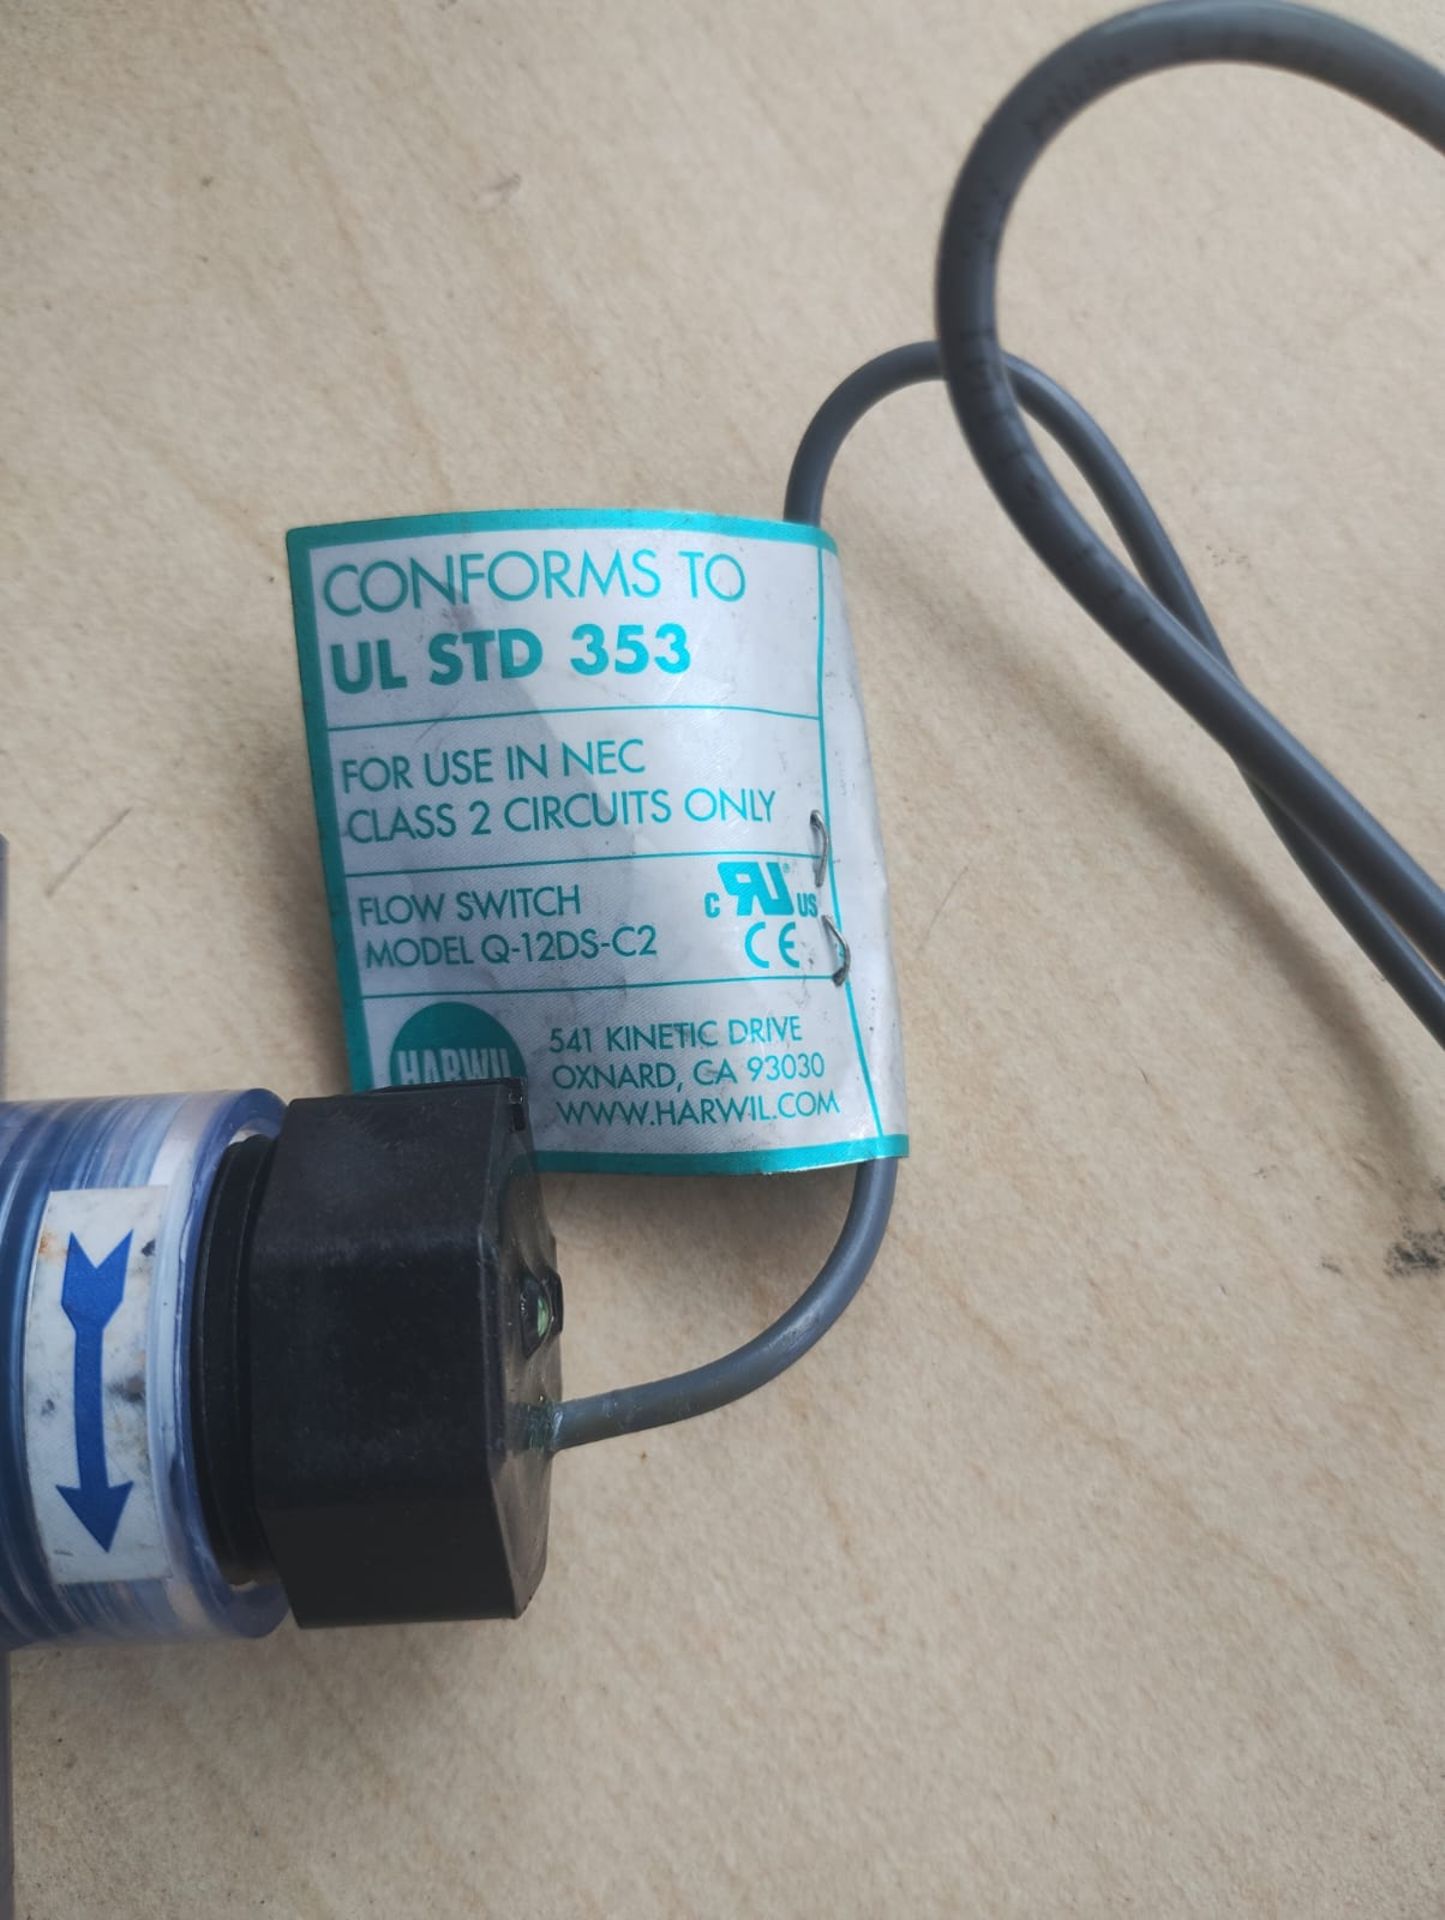 CONFORMS TO
UL STD 353
FOR USE IN NEC
CLASS 2 CIRCUITS ONLY
FLOW SWITCH
MODEL Q-12DS-C2
C RU US
CE
HARWIL
541 KINETIC DRIVE
OXNARD, CA 93030
WWW.HARWIL.COM